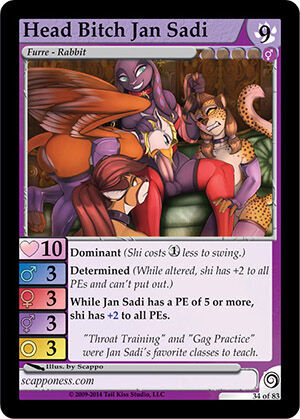 Head Bitch Jan Sadi
9
Furre - Rabbit
10
Dominant (Shi costs 1 less to swing.)
3
Determined (While altered, shi has +2 to all
PEs and can't put out.)
3
While Jan Sadi has a PE of 5 or more,
shi has +2 to all PEs.
3
3
"Throat Training" and "Gag Practice"
were Jan Sadi's favorite classes to teach.
Illus. by Scappo
scapponess.com
34 of 83
© 2009-2014 Tail Kiss Studio, LLC